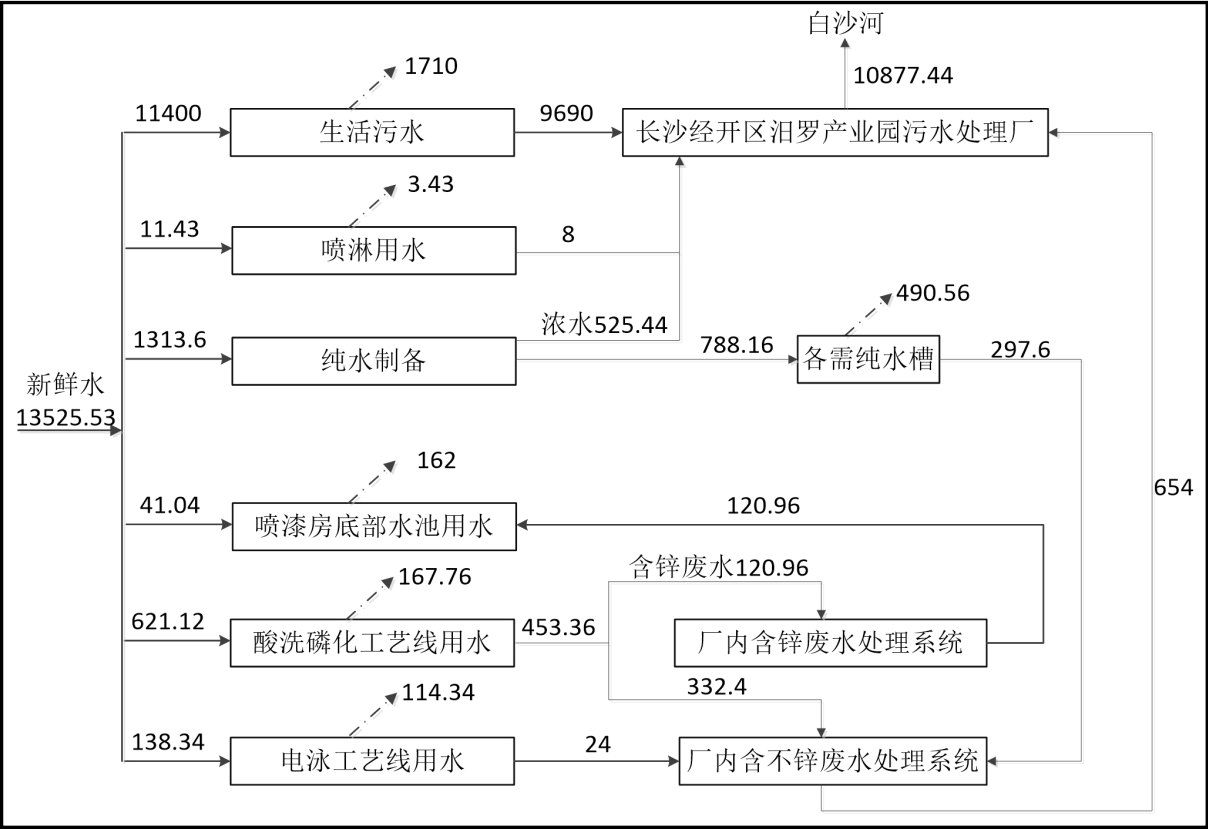 白沙河
10877.44
1710
11400
生活污水
9690
长沙经开区汨罗产业园污水处理厂
3.43
11.43
喷淋用水
8
浓水525.44
490.56
1313.6
纯水制备
788.16
各需纯水槽
297.6
新鲜水
13525.53
162
41.04
喷漆房底部水池用水
120.96
654
167.76
含锌废水120.96
621.12
酸洗磷化工艺线用水
453.36
厂内含锌废水处理系统
332.4
114.34
138.34
电泳工艺线用水
24
厂内含不锌废水处理系统